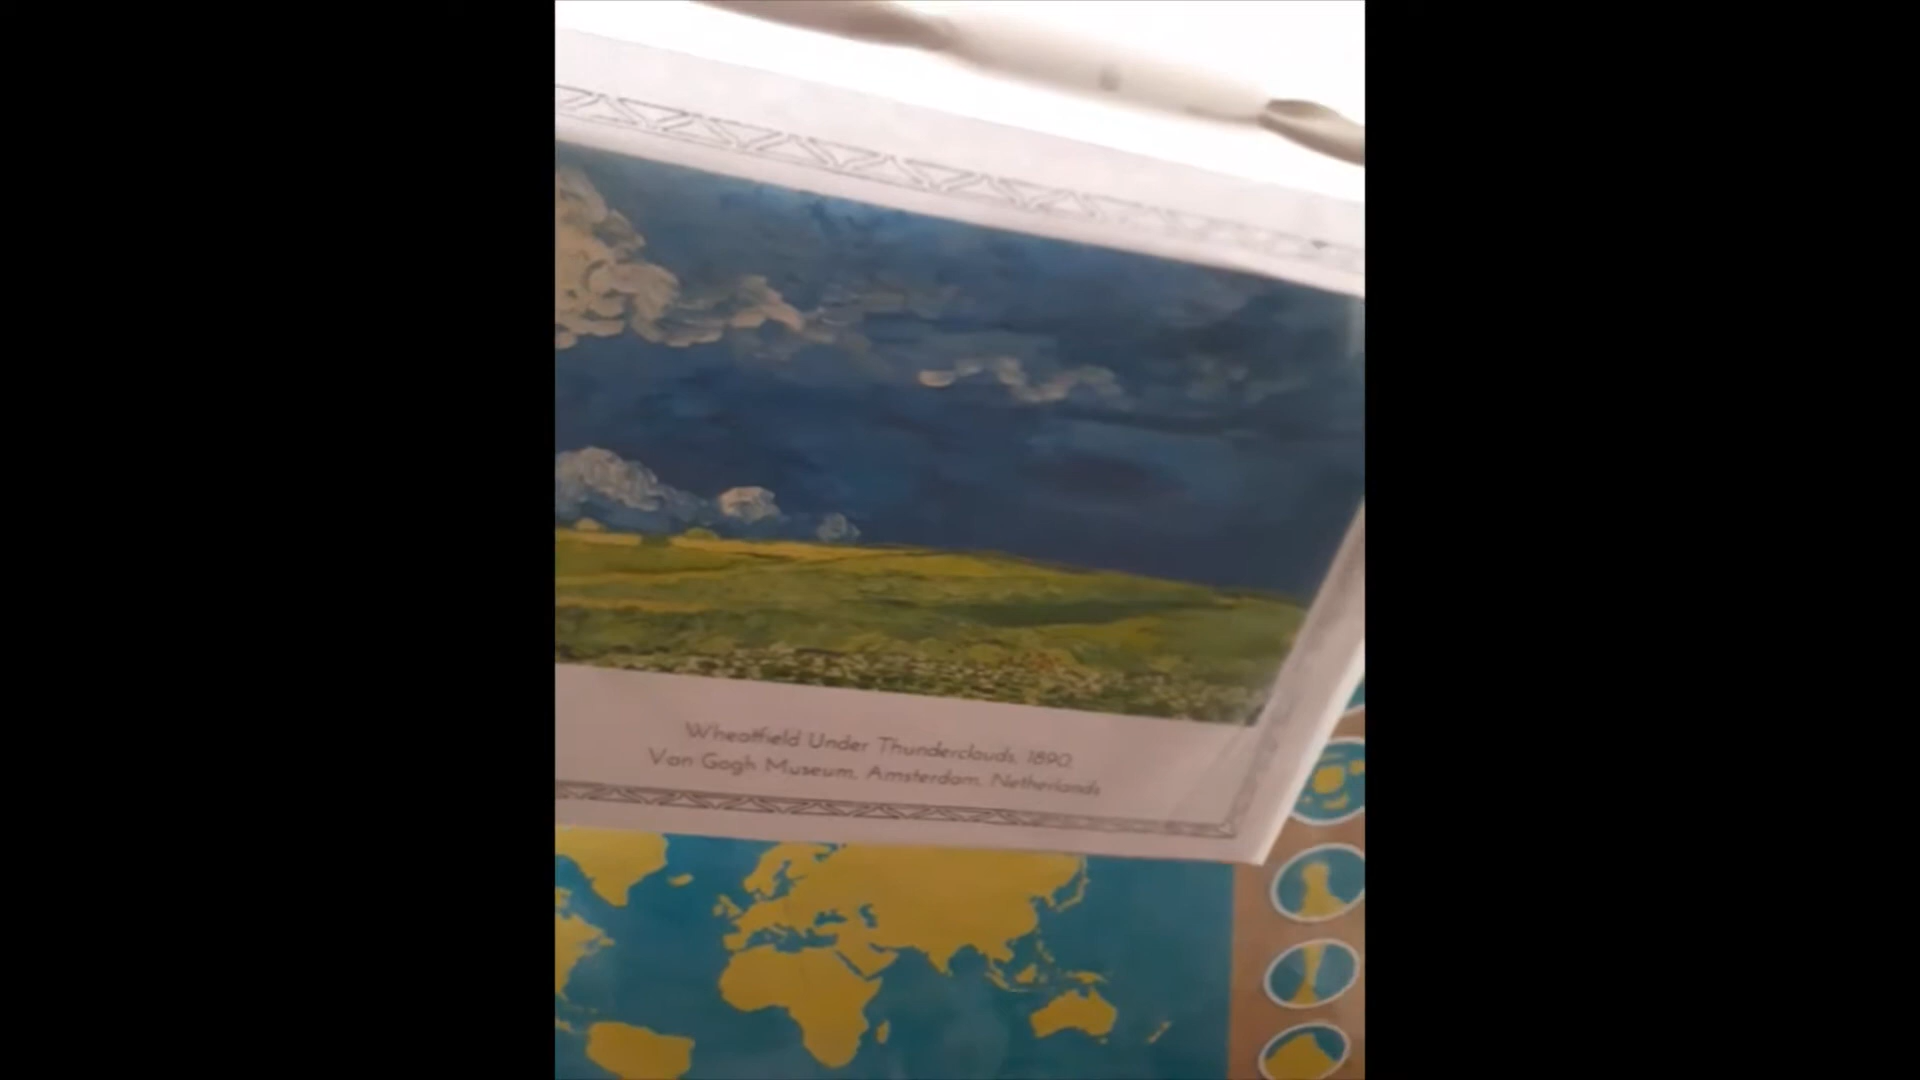 Wheatfield Under Thunderclouds, 1890,
Van Gogh Museum, Amsterdam, Netherlands